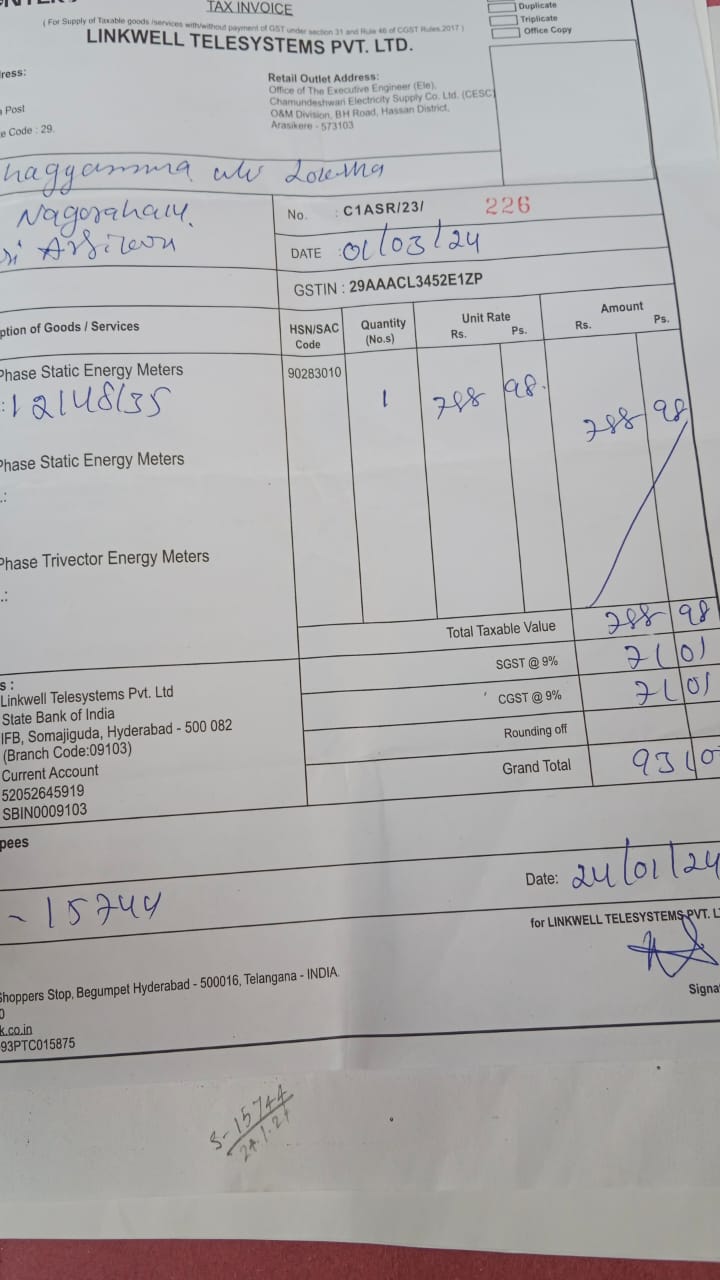 TAX INVOICE
( For Supply of Taxable goods /services with/without payment of GST under section 31 and Rule 46 of CGST Rules,2017 )
LINKWELL TELESYSTEMS PVT. LTD.
Duplicate
Triplicate
Office Copy
ress:
Post
e Code : 29.
Retail Outlet Address:
Office of The Executive Engineer (Ele),
Chamundeshwari Electricity Supply Co. Ltd. (CESC)
O&M Division, BH Road, Hassan District,
Arasikere - 573103
haggamma w/o
No. : C1ASR/23/ 226
DATE : 01/03/24
GSTIN : 29AAACL3452E1ZP
ption of Goods / Services
HSN/SAC Code
Quantity (No.s)
Unit Rate Rs. Ps.
Amount Rs. Ps.
Phase Static Energy Meters 90283010 1 788 98. 788 98
:12148135
Phase Static Energy Meters
.:
Phase Trivector Energy Meters
.:
Total Taxable Value 788 98
SGST @ 9% 71 01
CGST @ 9% 71 01
Rounding off
Grand Total 931 0
s :
Linkwell Telesystems Pvt. Ltd
State Bank of India
IFB, Somajiguda, Hyderabad - 500 082
(Branch Code:09103)
Current Account
52052645919
SBIN0009103
pees
Date: 24/01/24
- 15744
for LINKWELL TELESYSTEMS PVT. L
Signa
Shoppers Stop, Begumpet Hyderabad - 500016, Telangana - INDIA.
0
k.co.in
93PTC015875
S-15744
24.1.24